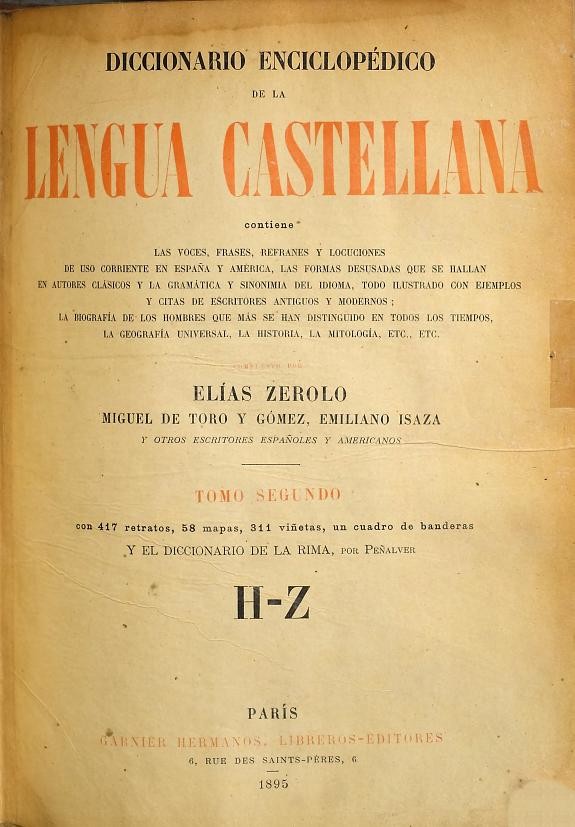 DICCIONARIO ENCICLOPÉDICO
DE LA
LENGUA CASTELLANA
contiene
LAS VOCES, FRASES, REFRANES Y LOCUCIONES
DE USO CORRIENTE EN ESPAÑA Y AMÉRICA, LAS FORMAS DESUSADAS QUE SE HALLAN
EN AUTORES CLÁSICOS Y LA GRAMÁTICA Y SINONIMIA DEL IDIOMA, TODO ILUSTRADO CON EJEMPLOS
Y CITAS DE ESCRITORES ANTIGUOS Y MODERNOS ;
LA BIOGRAFÍA DE LOS HOMBRES QUE MÁS SE HAN DISTINGUIDO EN TODOS LOS TIEMPOS,
LA GEOGRAFÍA UNIVERSAL, LA HISTORIA, LA MITOLOGÍA, ETC., ETC.
COMPUESTO POR
ELÍAS ZEROLO
MIGUEL DE TORO Y GÓMEZ, EMILIANO ISAZA
Y OTROS ESCRITORES ESPAÑOLES Y AMERICANOS
TOMO SEGUNDO
con 417 retratos, 58 mapas, 311 viñetas, un cuadro de banderas
Y EL DICCIONARIO DE LA RIMA, POR PEÑALVER
H-Z
PARÍS
GARNIER HERMANOS, LIBREROS-EDITORES
6, RUE DES SAINTS-PÈRES, 6
1895